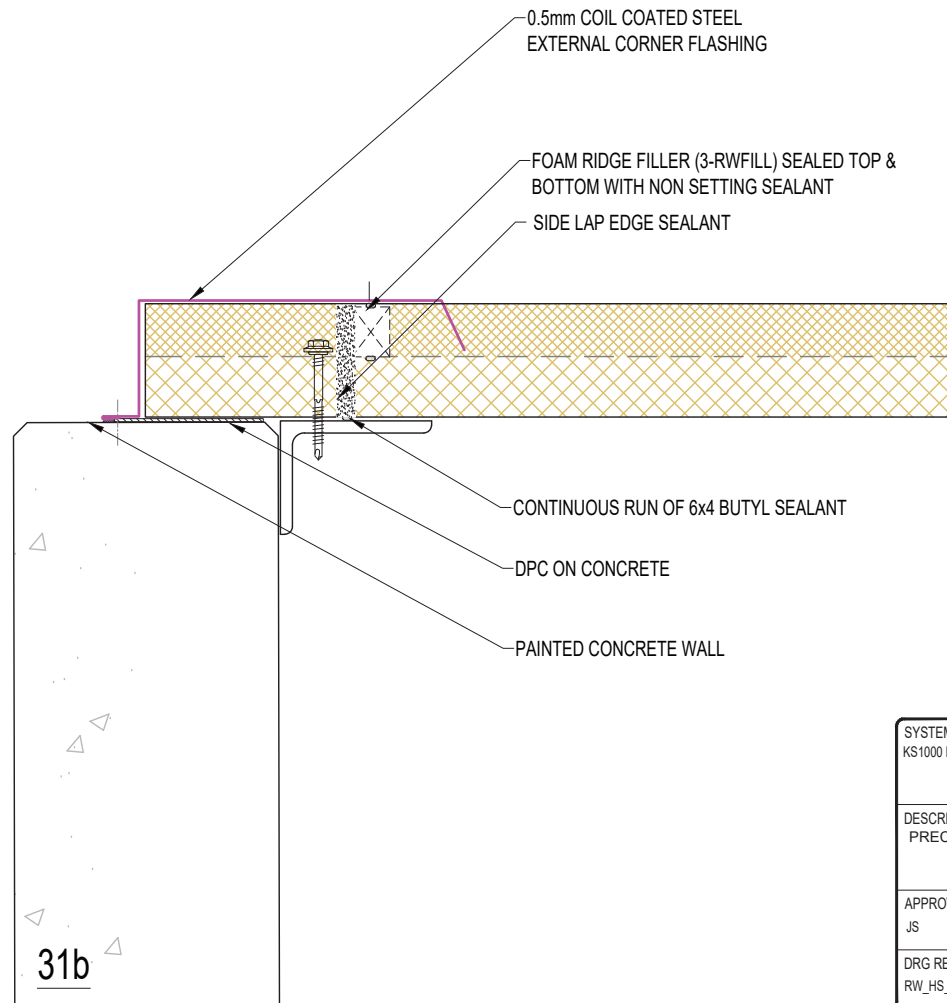 0.5mm COIL COATED STEEL
EXTERNAL CORNER FLASHING
FOAM RIDGE FILLER (3-RWFILL) SEALED TOP &
BOTTOM WITH NON SETTING SEALANT
SIDE LAP EDGE SEALANT
CONTINUOUS RUN OF 6x4 BUTYL SEALANT
DPC ON CONCRETE
PAINTED CONCRETE WALL
SYSTEM
KS1000
PREC
JS
DRG RE
RW_HS_
31b